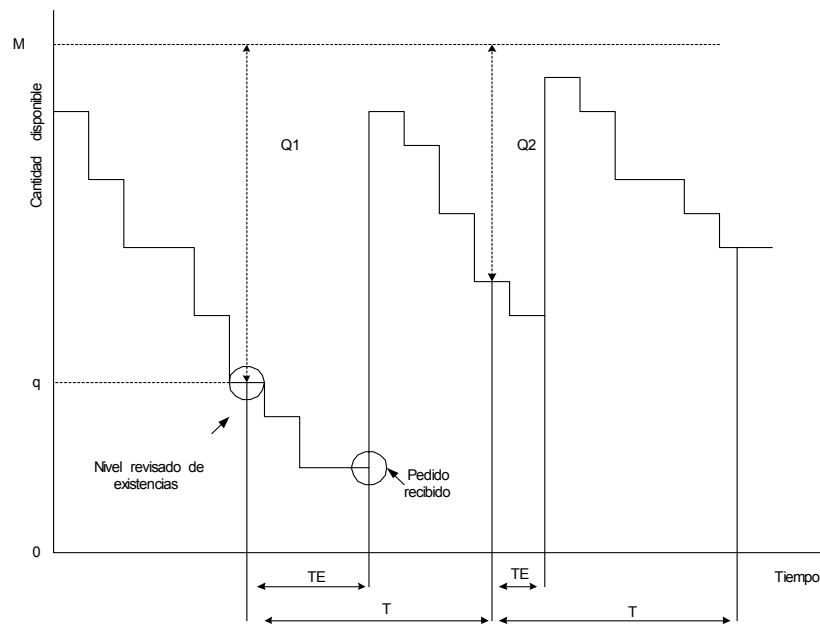 M
Cantidad disponible
Q1
Q2
q
Nivel revisado de
existencias
Pedido
recibido
0
TE
TE
Tiempo
T
T